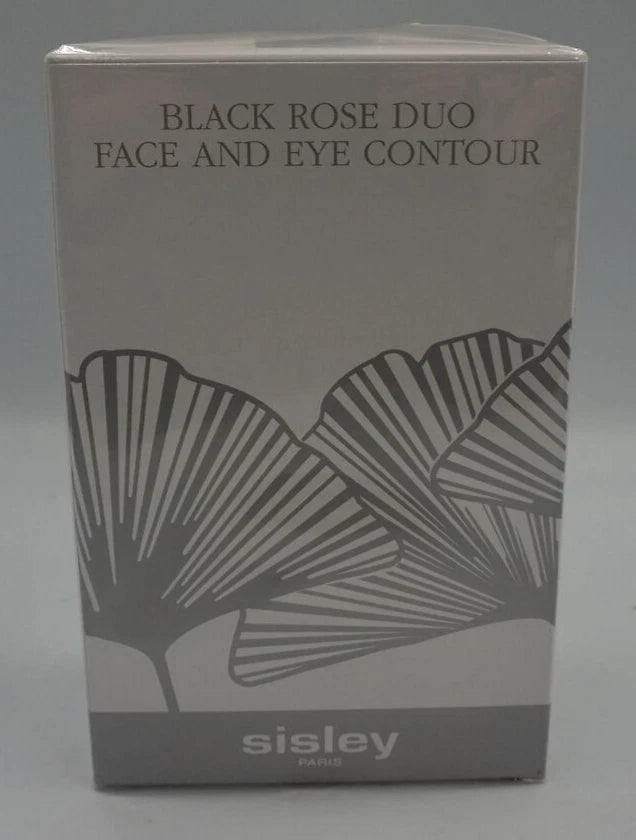 BLACK ROSE DUO
FACE AND EYE CONTOUR
sisley
PARIS